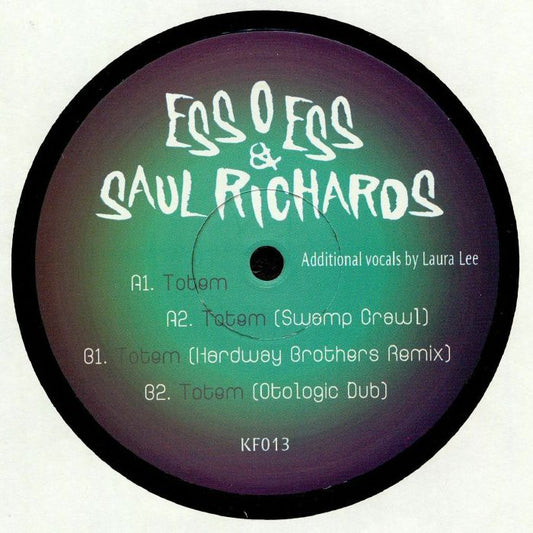 ESS O ESS
&
SAUL RICHARDS
Additional vocals by Laura Lee
A1. Totem
A2. Totem (Swamp Crawl)
B1. Totem (Hardway Brothers Remix)
B2. Totem (Otologic Dub)
KF013